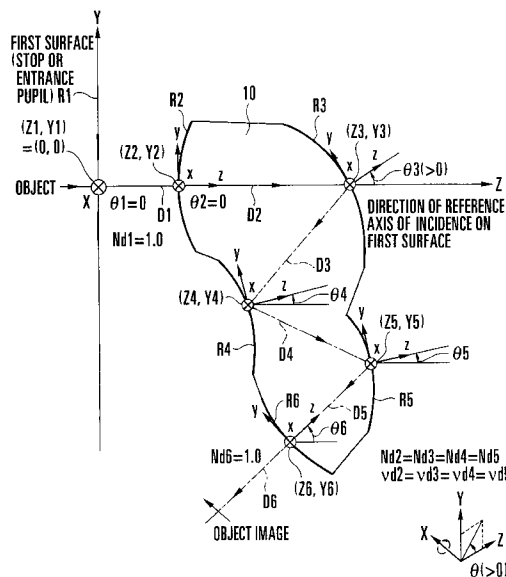 Y
FIRST SURFACE
(STOP OR
ENTRANCE
PUPIL) R1
R2
10
R3
y
y
(Z1, Y1)
=(0, 0)
(Z2, Y2)
(Z3, Y3)
x
z
x
z
θ3(>0)
Z
OBJECT
X
θ1=0
D1
θ2=0
D2
DIRECTION OF REFERENCE
AXIS OF INCIDENCE ON
FIRST SURFACE
Nd1=1.0
D3
y
x
z
θ4
(Z4, Y4)
y
x
(Z5, Y5)
z
θ5
D4
R4
R6
z
D5
R5
y
x
θ6
Nd6=1.0
(Z6, Y6)
Nd2=Nd3=Nd4=Nd5
νd2=νd3=νd4=νd5
D6
OBJECT IMAGE
Y
X
Z
θ(>0)